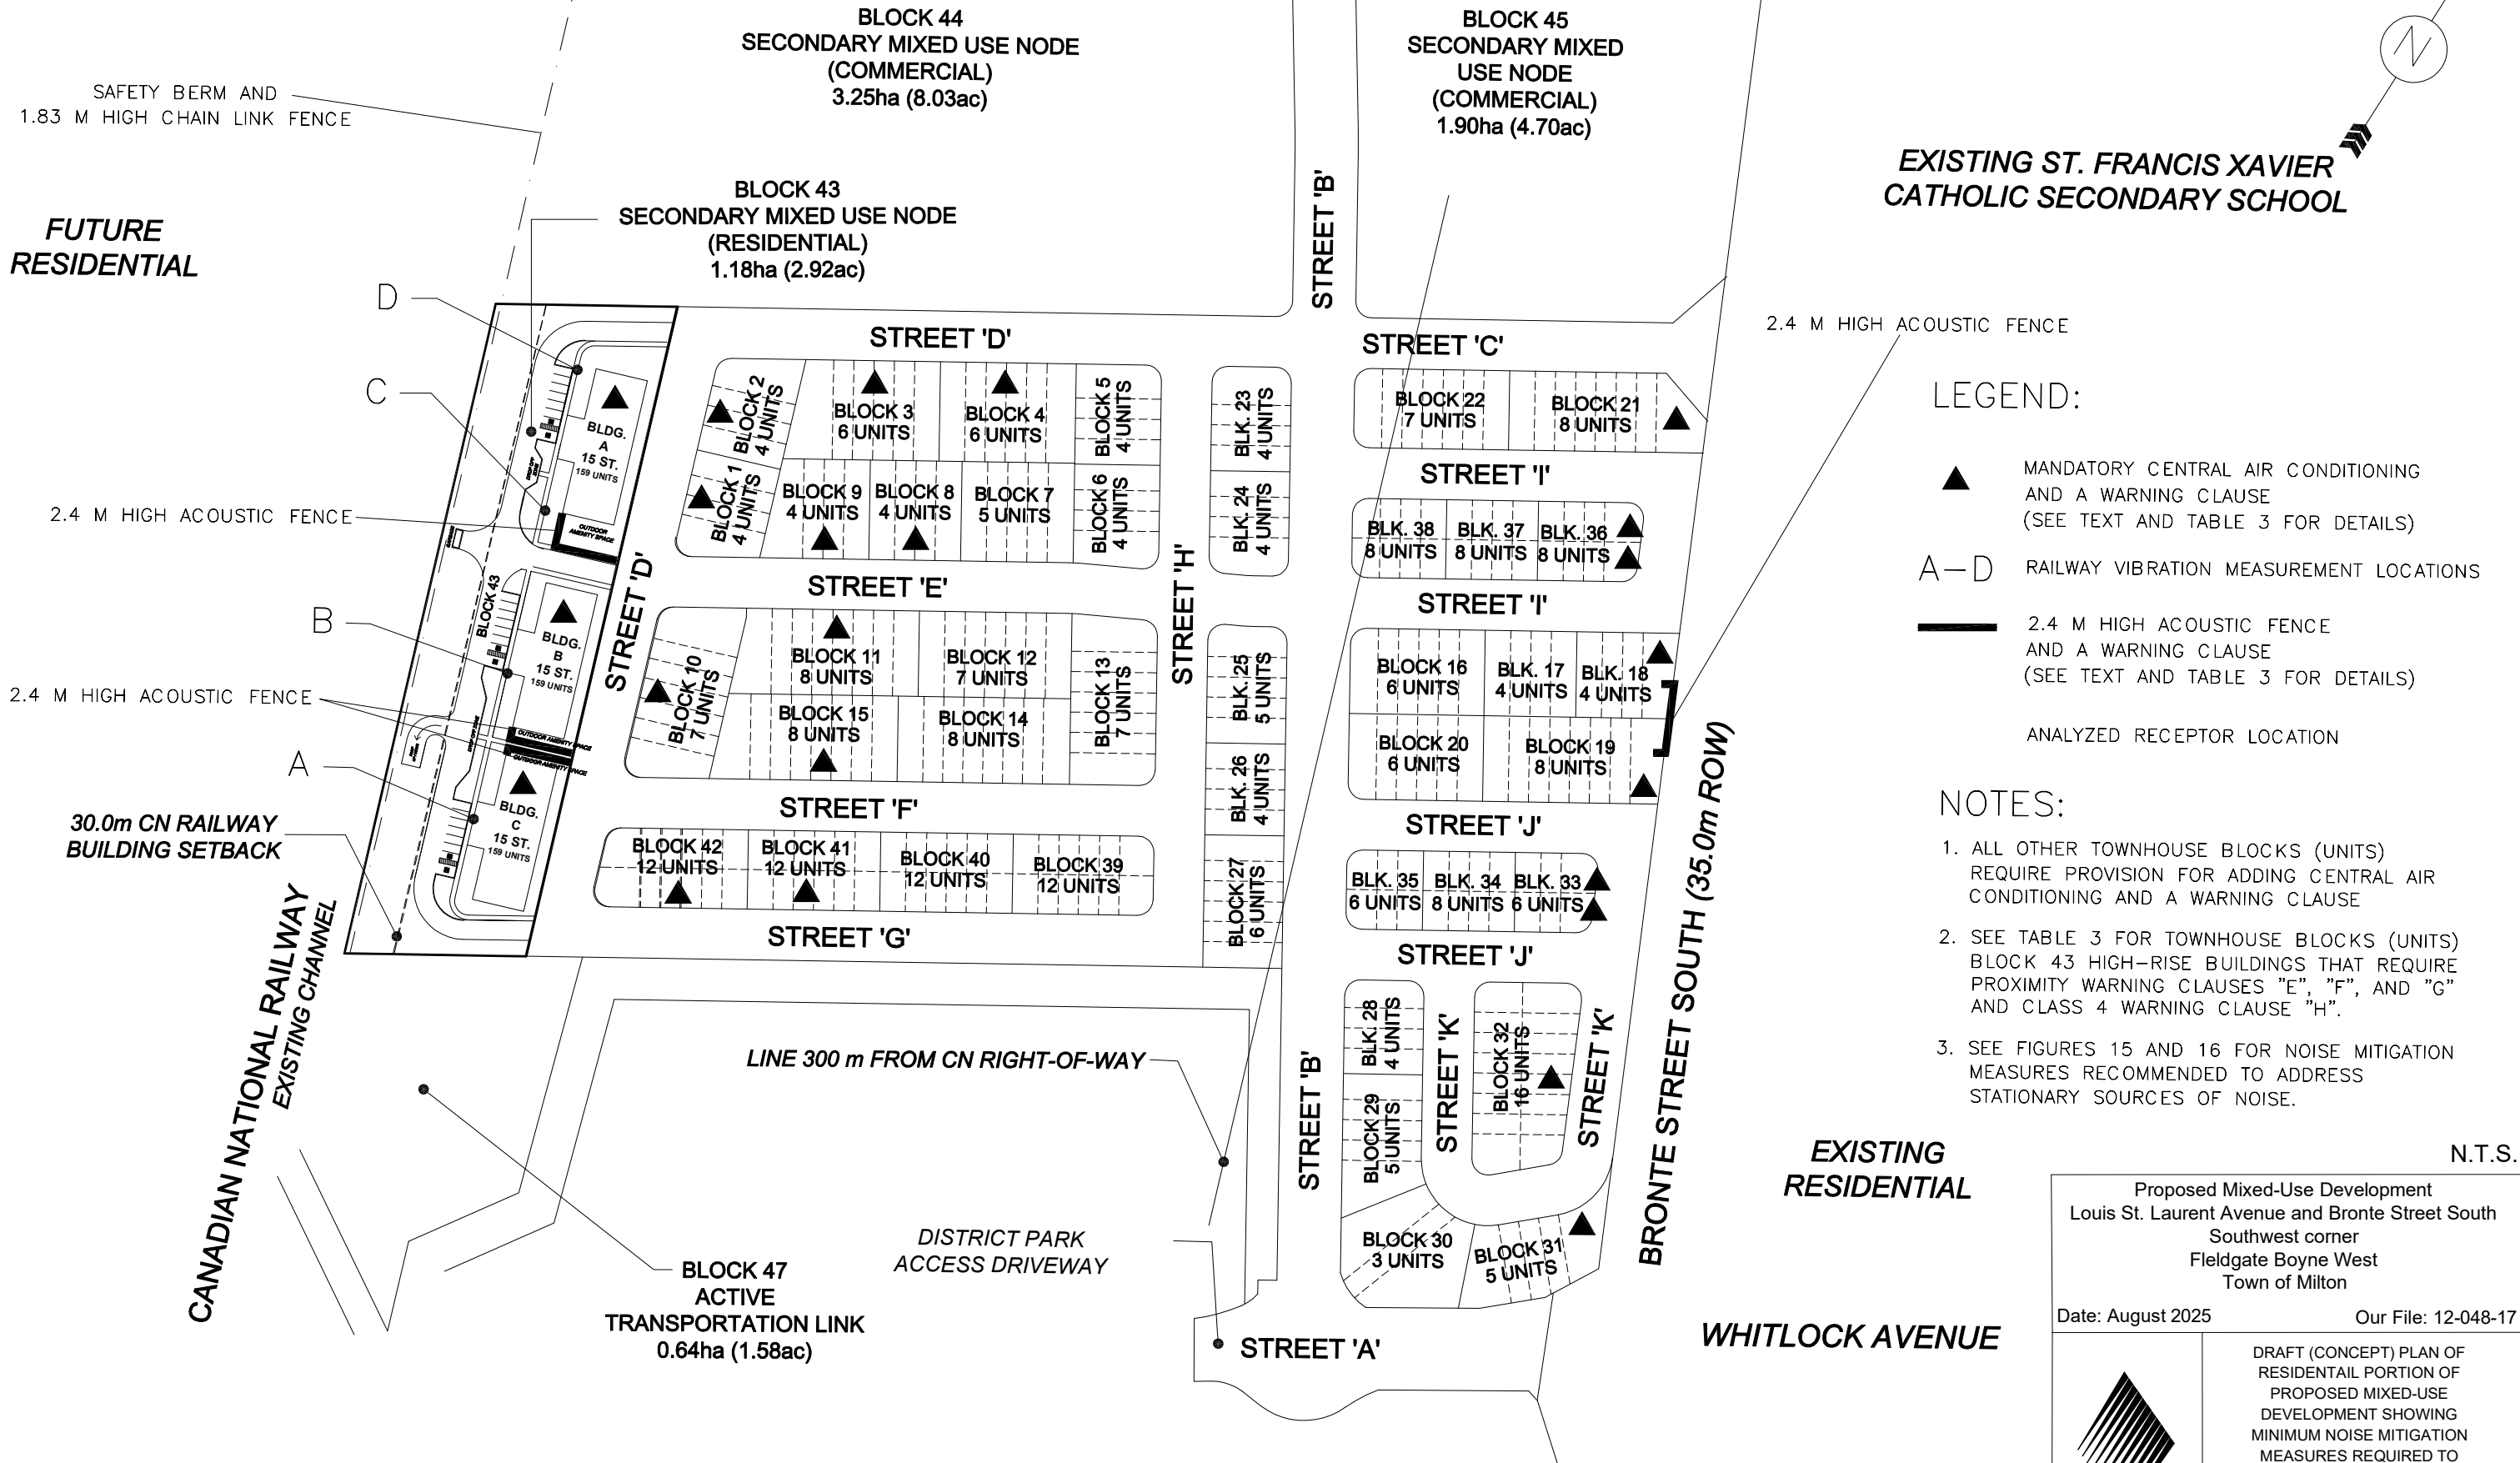 BLOCK 44
SECONDARY MIXED USE NODE
(COMMERCIAL)
3.25ha (8.03ac)
BLOCK 45
SECONDARY MIXED
USE NODE
(COMMERCIAL)
1.90ha (4.70ac)
N
SAFETY BERM AND
1.83 M HIGH CHAIN LINK FENCE
EXISTING ST. FRANCIS XAVIER
CATHOLIC SECONDARY SCHOOL
BLOCK 43
SECONDARY MIXED USE NODE
(RESIDENTIAL)
1.18ha (2.92ac)
FUTURE
RESIDENTIAL
STREET 'B'
D
C
2.4 M HIGH ACOUSTIC FENCE
B
2.4 M HIGH ACOUSTIC FENCE
A
30.0m CN RAILWAY
BUILDING SETBACK
CANADIAN NATIONAL RAILWAY
EXISTING CHANNEL
BLDG.
A
15 ST.
159 UNITS
DROP OFF
ZONE
OUTDOOR
AMENITY SPACE
BLOCK 43
BLDG.
B
15 ST.
159 UNITS
DROP OFF ZONE
OUTDOOR AMENITY SPACE
OUTDOOR AMENITY SPACE
BLDG.
C
15 ST.
159 UNITS
STREET 'D'
STREET 'D'
BLOCK 2
4 UNITS
BLOCK 3
6 UNITS
BLOCK 4
6 UNITS
BLOCK 5
4 UNITS
BLOCK 1
4 UNITS
BLOCK 9
4 UNITS
BLOCK 8
4 UNITS
BLOCK 7
5 UNITS
BLOCK 6
4 UNITS
STREET 'E'
STREET 'H'
BLOCK 10
7 UNITS
BLOCK 11
8 UNITS
BLOCK 12
7 UNITS
BLOCK 13
7 UNITS
BLOCK 15
8 UNITS
BLOCK 14
8 UNITS
STREET 'F'
BLOCK 42
12 UNITS
BLOCK 41
12 UNITS
BLOCK 40
12 UNITS
BLOCK 39
12 UNITS
STREET 'G'
BLK. 23
4 UNITS
BLK. 24
4 UNITS
BLK. 25
5 UNITS
BLK. 26
4 UNITS
BLOCK 27
6 UNITS
STREET 'C'
BLOCK 22
7 UNITS
BLOCK 21
8 UNITS
STREET 'I'
BLK. 38
8 UNITS
BLK. 37
8 UNITS
BLK. 36
8 UNITS
STREET 'I'
BLOCK 16
6 UNITS
BLK. 17
4 UNITS
BLK. 18
4 UNITS
BLOCK 20
6 UNITS
BLOCK 19
8 UNITS
STREET 'J'
BLK. 35
6 UNITS
BLK. 34
8 UNITS
BLK. 33
6 UNITS
STREET 'J'
BLK. 28
4 UNITS
BLOCK 29
5 UNITS
STREET 'K'
BLOCK 32
16 UNITS
STREET 'K'
STREET 'B'
BLOCK 30
3 UNITS
BLOCK 31
5 UNITS
BRONTE STREET SOUTH (35.0m ROW)
LINE 300 m FROM CN RIGHT-OF-WAY
DISTRICT PARK
ACCESS DRIVEWAY
BLOCK 47
ACTIVE
TRANSPORTATION LINK
0.64ha (1.58ac)
STREET 'A'
WHITLOCK AVENUE
EXISTING
RESIDENTIAL
2.4 M HIGH ACOUSTIC FENCE
LEGEND:
MANDATORY CENTRAL AIR CONDITIONING
AND A WARNING CLAUSE
(SEE TEXT AND TABLE 3 FOR DETAILS)
A-D RAILWAY VIBRATION MEASUREMENT LOCATIONS
2.4 M HIGH ACOUSTIC FENCE
AND A WARNING CLAUSE
(SEE TEXT AND TABLE 3 FOR DETAILS)
ANALYZED RECEPTOR LOCATION
NOTES:
1. ALL OTHER TOWNHOUSE BLOCKS (UNITS)
REQUIRE PROVISION FOR ADDING CENTRAL AIR
CONDITIONING AND A WARNING CLAUSE
2. SEE TABLE 3 FOR TOWNHOUSE BLOCKS (UNITS)
BLOCK 43 HIGH-RISE BUILDINGS THAT REQUIRE
PROXIMITY WARNING CLAUSES "E", "F", AND "G"
AND CLASS 4 WARNING CLAUSE "H".
3. SEE FIGURES 15 AND 16 FOR NOISE MITIGATION
MEASURES RECOMMENDED TO ADDRESS
STATIONARY SOURCES OF NOISE.
N.T.S.
Proposed Mixed-Use Development
Louis St. Laurent Avenue and Bronte Street South
Southwest corner
Fleldgate Boyne West
Town of Milton
Date: August 2025
Our File: 12-048-17
DRAFT (CONCEPT) PLAN OF
RESIDENTAIL PORTION OF
PROPOSED MIXED-USE
DEVELOPMENT SHOWING
MINIMUM NOISE MITIGATION
MEASURES REQUIRED TO